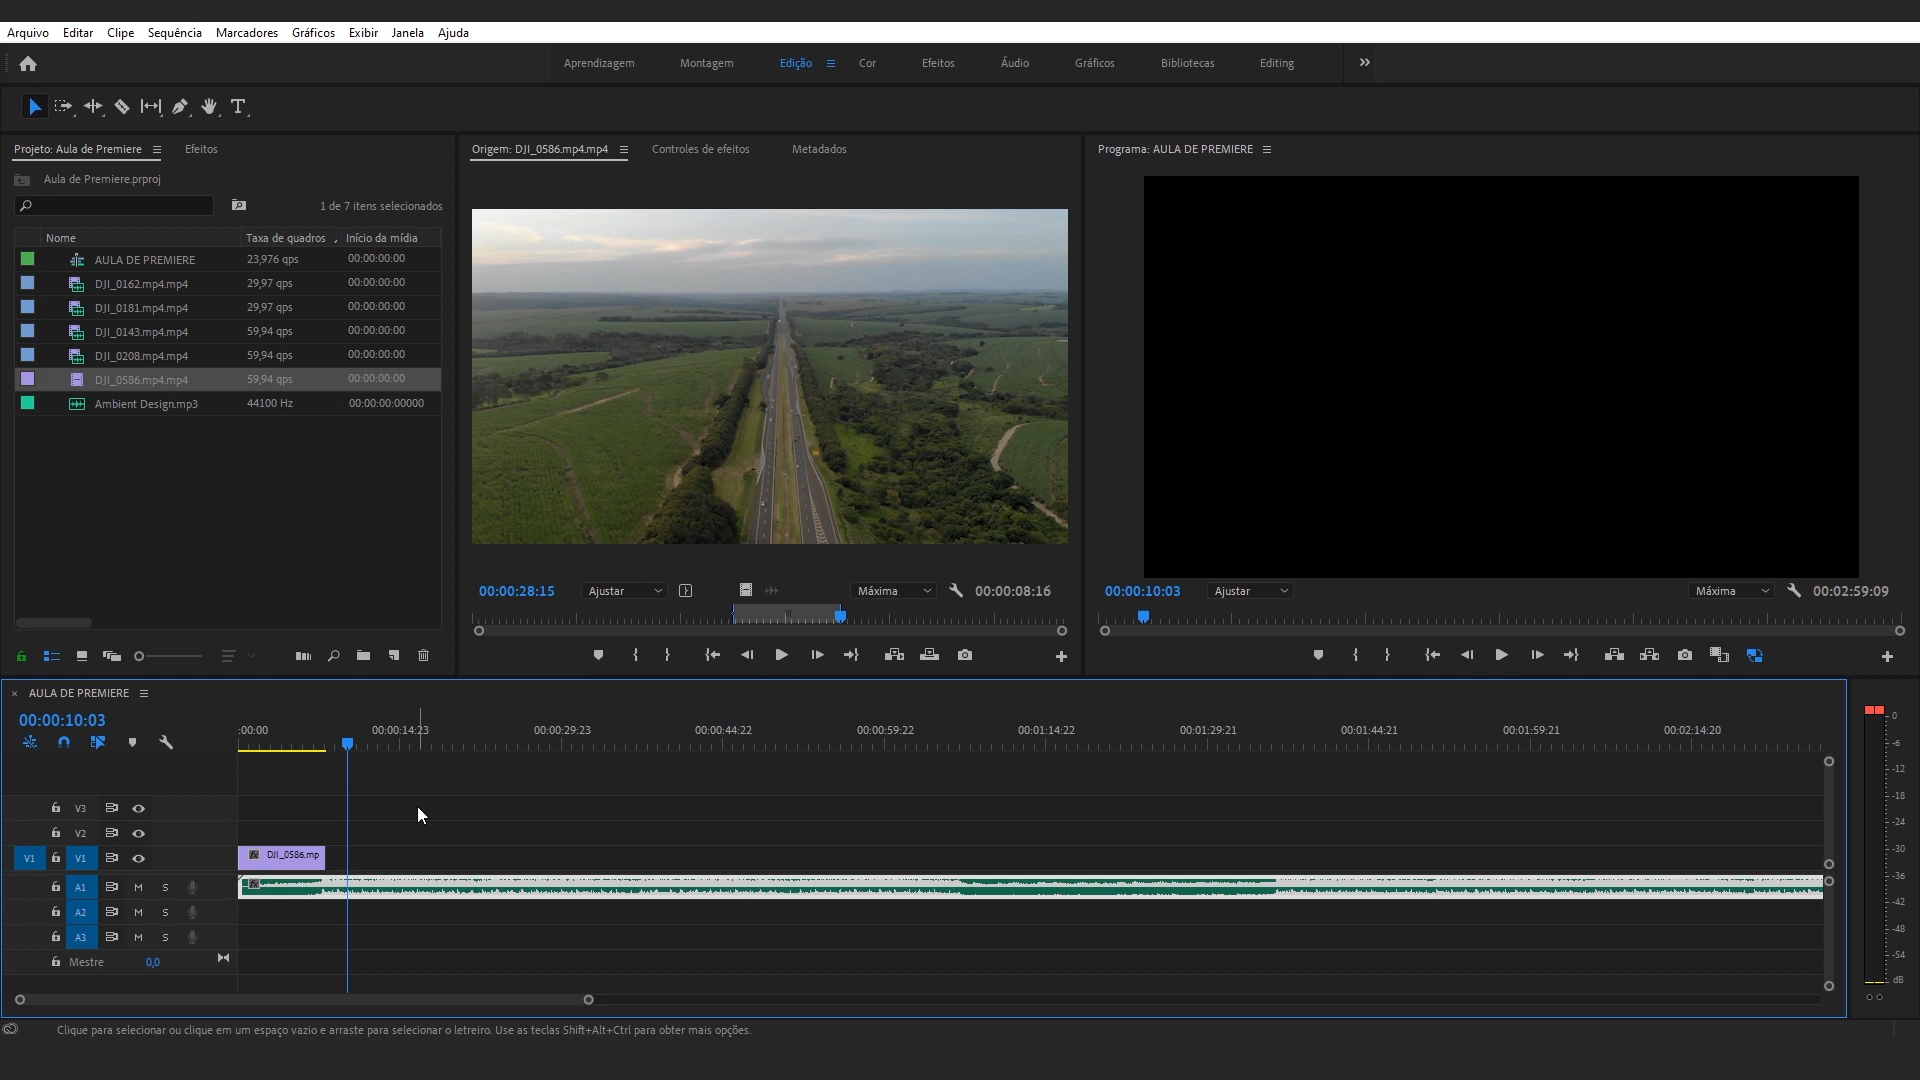 Arquivo Editar Clipe Sequência Marcadores Gráficos Exibir Janela Ajuda
Aprendizagem Montagem Edição Cor Efeitos Áudio Gráficos Bibliotecas Editing
Projeto: Aula de Premiere Efeitos
Aula de Premiere.prproj
1 de 7 itens selecionados
Nome Taxa de quadros Início da mídia
AULA DE PREMIERE 23,976 qps 00:00:00:00
DJI_0162.mp4.mp4 29,97 qps 00:00:00:00
DJI_0181.mp4.mp4 29,97 qps 00:00:00:00
DJI_0143.mp4.mp4 59,94 qps 00:00:00:00
DJI_0208.mp4.mp4 59,94 qps 00:00:00:00
DJI_0586.mp4.mp4 59,94 qps 00:00:00:00
Ambient Design.mp3 44100 Hz 00:00:00:00000
Origem: DJI_0586.mp4.mp4 Controles de efeitos Metadados
00:00:28:15 Ajustar Máxima 00:00:08:16
Programa: AULA DE PREMIERE
00:00:10:03 Ajustar Máxima 00:02:59:09
× AULA DE PREMIERE
00:00:10:03
:00:00 00:00:14:23 00:00:29:23 00:00:44:22 00:00:59:22 00:01:14:22 00:01:29:21 00:01:44:21 00:01:59:21 00:02:14:20
V3
V2
V1 V1 fx DJI_0586.mp
A1 M S fx
A2 M S
A3 M S
Mestre 0,0
0
-6
-12
-18
-24
-30
-36
-42
-48
-54
dB
Clique para selecionar ou clique em um espaço vazio e arraste para selecionar o letreiro. Use as teclas Shift+Alt+Ctrl para obter mais opções.